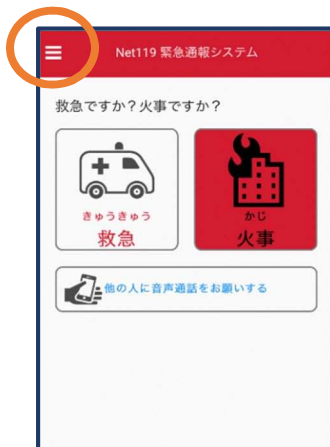 Net119 緊急通報システム
救急ですか？火事ですか？
きゅうきゅう
救急
かじ
火事
他の人に音声通話をお願いする